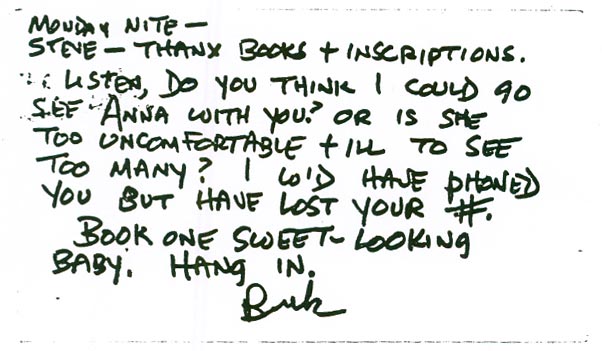 MONDAY NITE —
STEVE — THANX BOOKS + INSCRIPTIONS.
LISTEN, DO YOU THINK I COULD GO
SEE ANNA WITH YOU? OR IS SHE
TOO UNCOMFORTABLE + ILL TO SEE
TOO MANY? I WD HAVE PHONED
YOU BUT HAVE LOST YOUR #.
BOOK ONE SWEET-LOOKING
BABY. HANG IN.
Buk